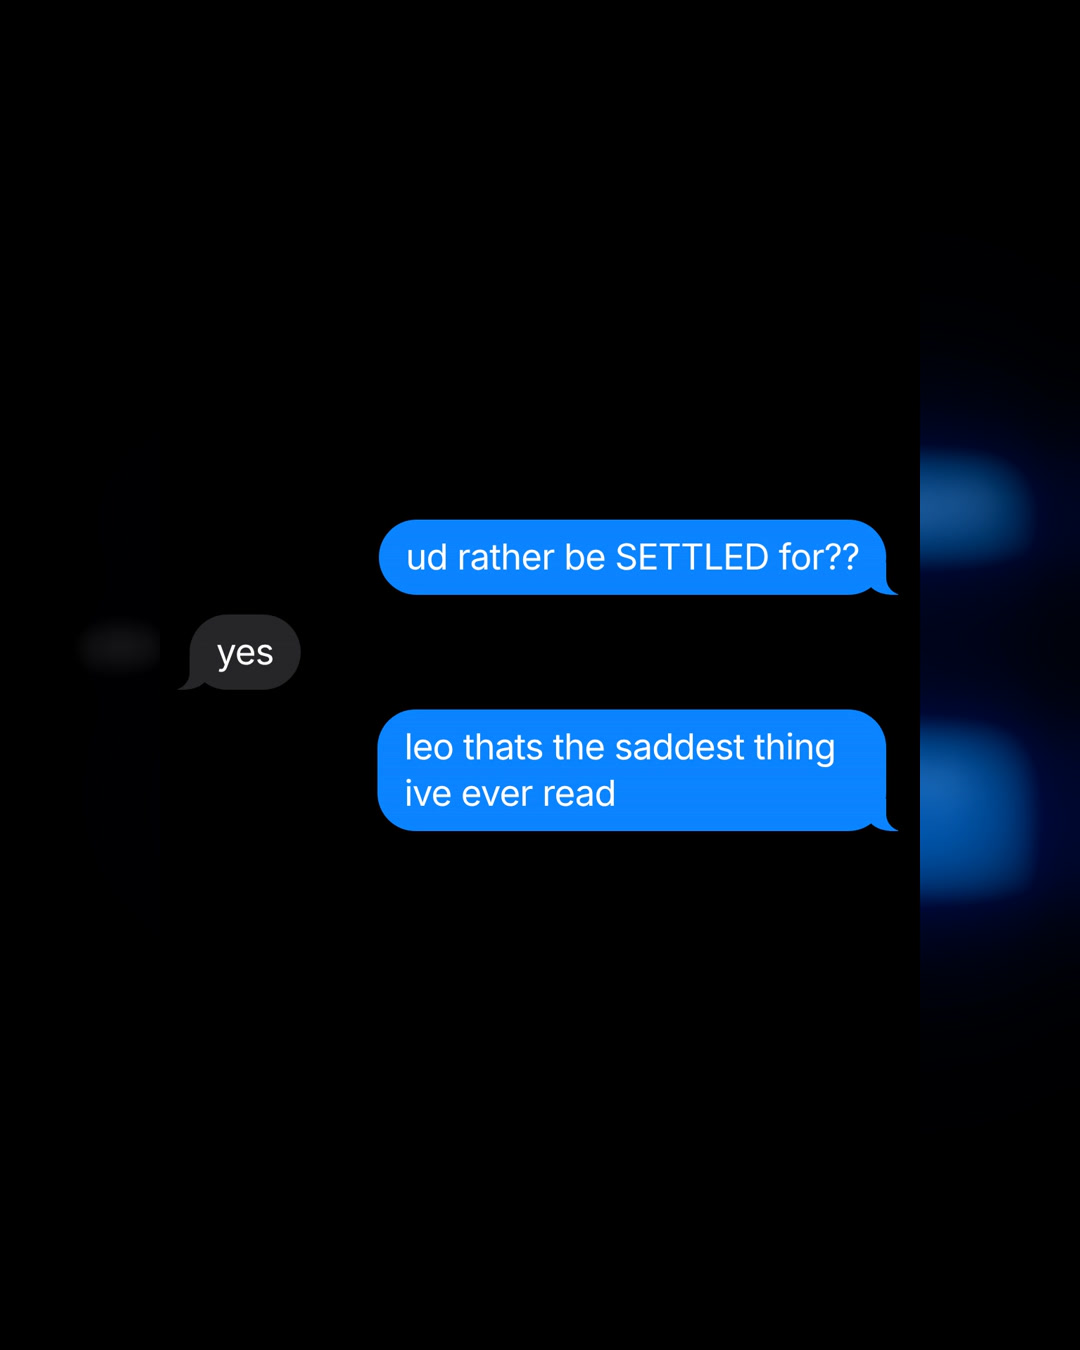 ud rather be SETTLED for??
yes
leo thats the saddest thing
ive ever read